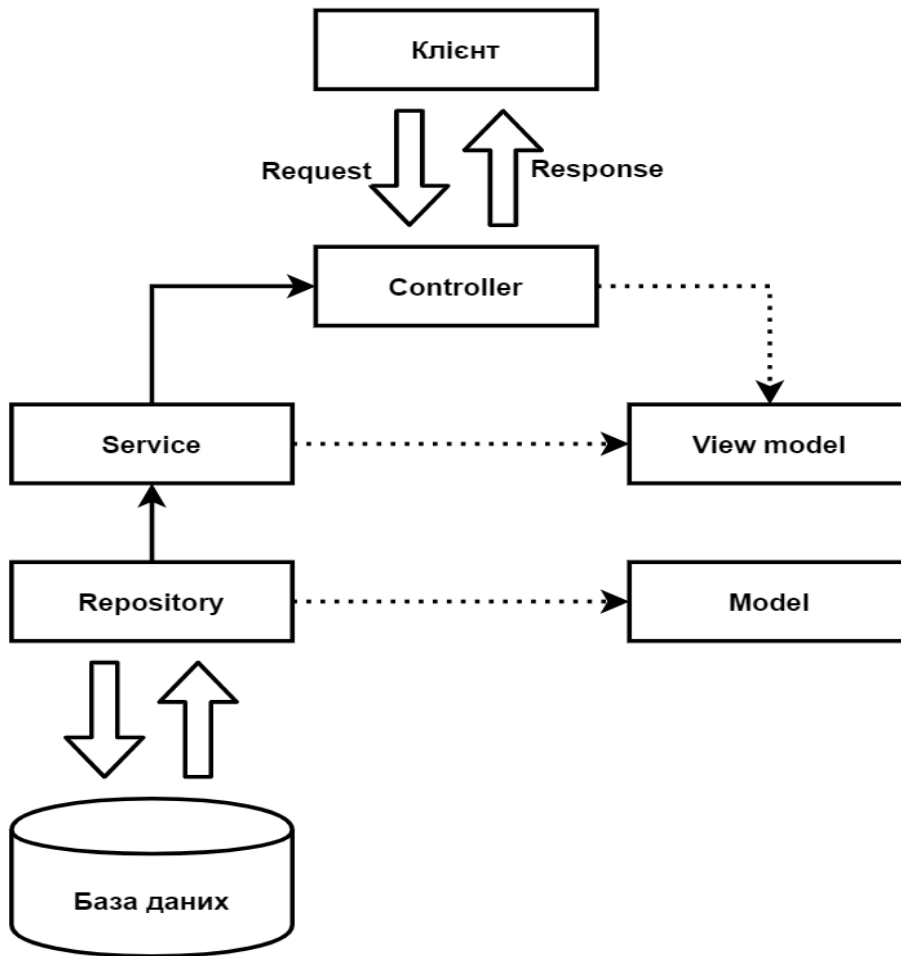 Клієнт
Request
Response
Controller
Service
View model
Repository
Model
База даних